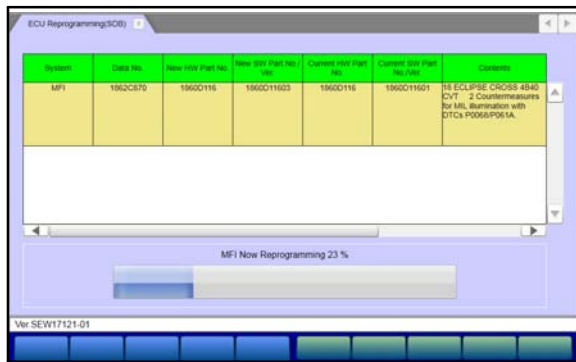 ECU Reprogramming(SDB)
System Data No. New HW Part No. New SW Part No./ Ver. Current HW Part No. Current SW Part No./Ver. Contents
MFI 1862C670 1860D116 1860D11603 1860D116 1860D11601 18 ECLIPSE CROSS 4B40
CVT 2 Countermeasures
for MIL illumination with
DTCs P0068/P061A.
MFI Now Reprogramming 23 %
Ver.SEW17121-01